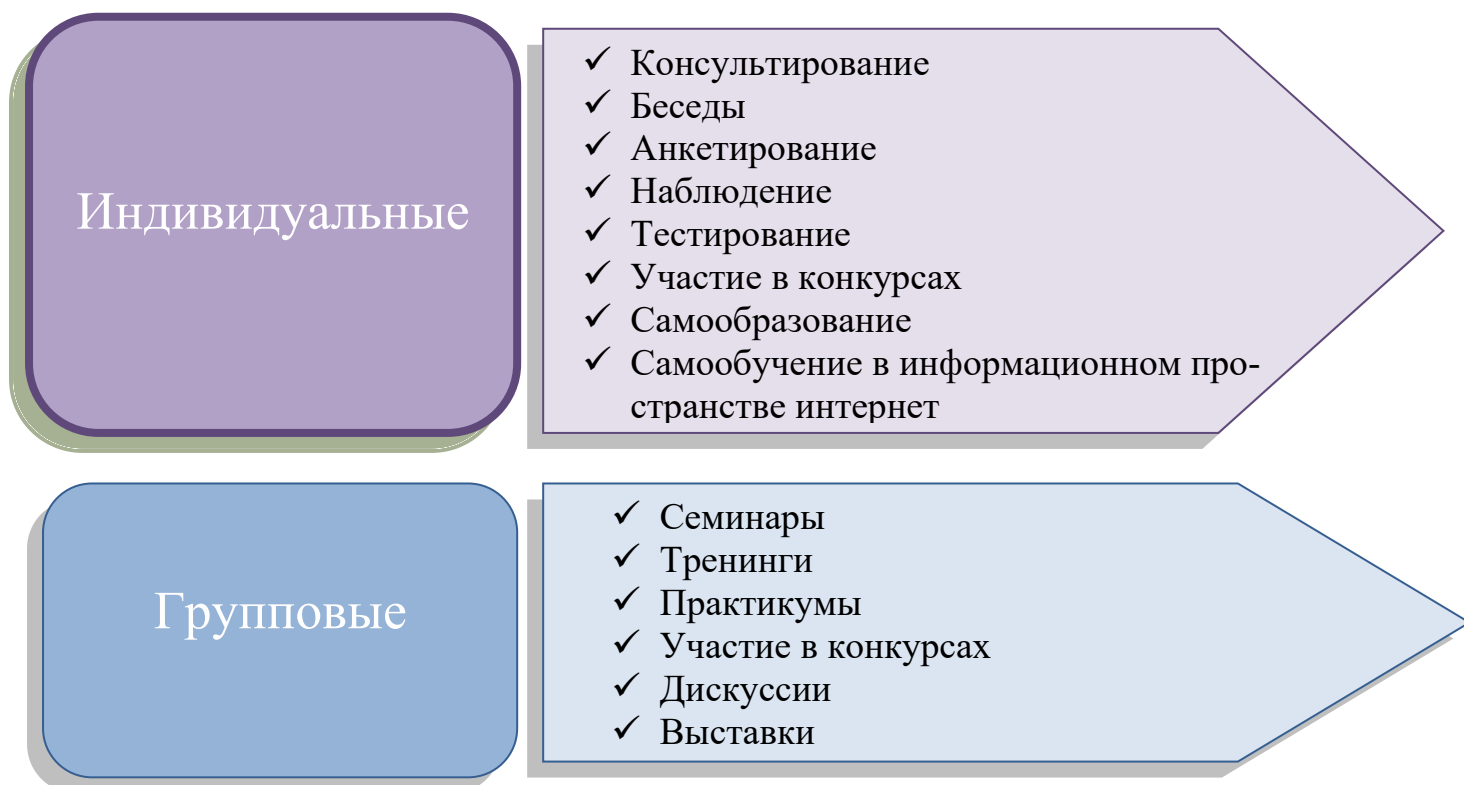 Индивидуальные
✓ Консультирование
✓ Беседы
✓ Анкетирование
✓ Наблюдение
✓ Тестирование
✓ Участие в конкурсах
✓ Самообразование
✓ Самообучение в информационном про-
странстве интернет
Групповые
✓ Семинары
✓ Тренинги
✓ Практикумы
✓ Участие в конкурсах
✓ Дискуссии
✓ Выставки